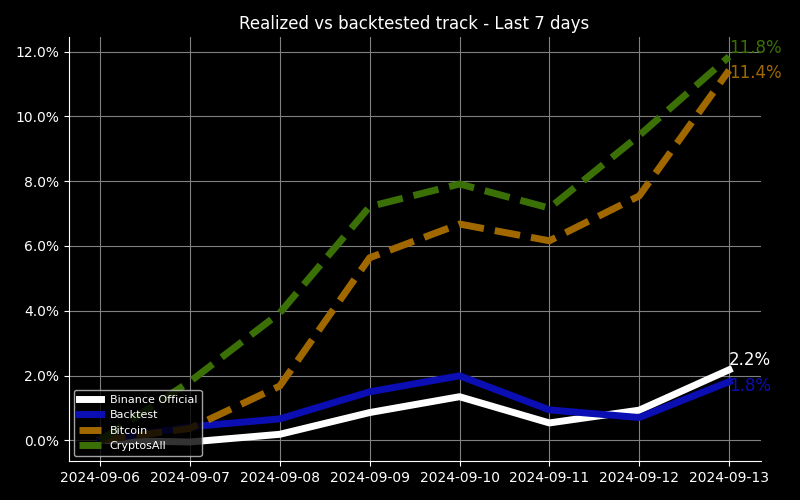 Realized vs backtested track - Last 7 days
12.0%
11.8%
11.4%
10.0%
8.0%
6.0%
4.0%
2.0%
2.2%
1.8%
0.0%
Binance Official
Backtest
Bitcoin
CryptosAll
2024-09-06 2024-09-07 2024-09-08 2024-09-09 2024-09-10 2024-09-11 2024-09-12 2024-09-13